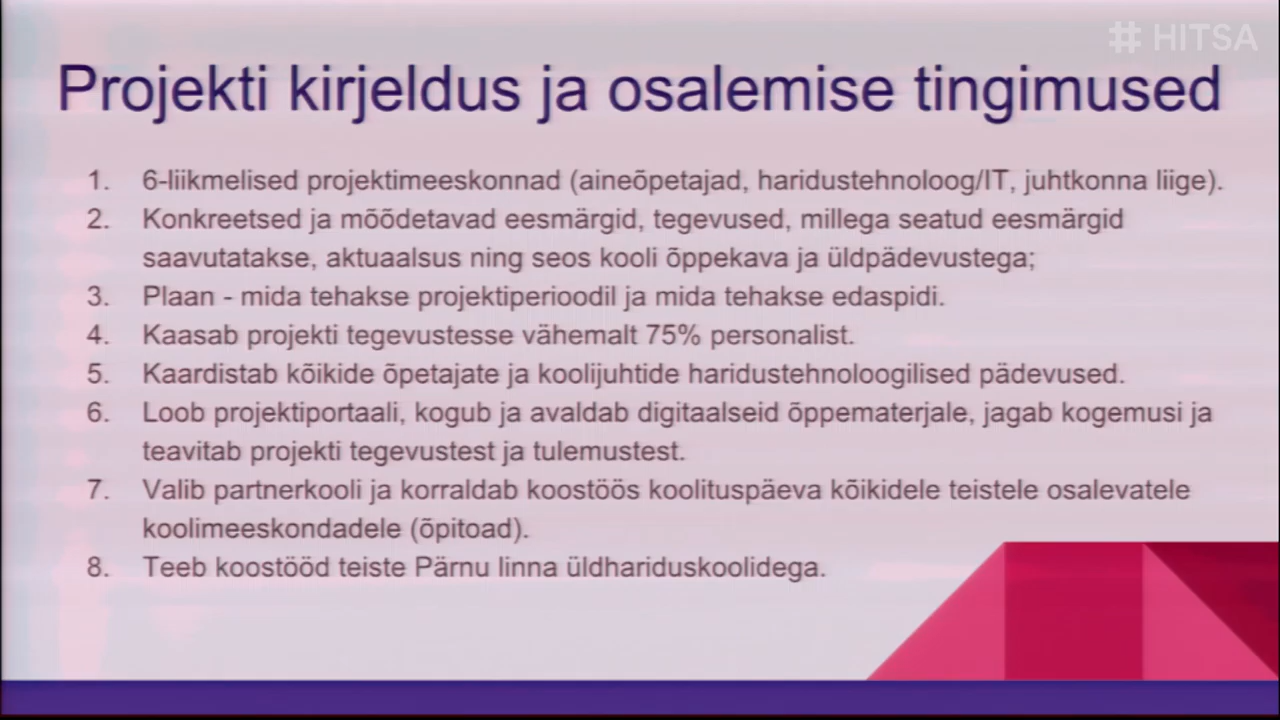 # HITSA
Projekti kirjeldus ja osalemise tingimused
1. 6-liikmelised projektimeeskonnad (aineõpetajad, haridustehnoloog/IT, juhtkonna liige).
2. Konkreetsed ja mõõdetavad eesmärgid, tegevused, millega seatud eesmärgid
saavutatakse, aktuaalsus ning seos kooli õppekava ja üldpädevustega;
3. Plaan - mida tehakse projektiperioodil ja mida tehakse edaspidi.
4. Kaasab projekti tegevustesse vähemalt 75% personalist.
5. Kaardistab kõikide õpetajate ja koolijuhtide haridustehnoloogilised pädevused.
6. Loob projektiportaali, kogub ja avaldab digitaalseid õppematerjale, jagab kogemusi ja
teavitab projekti tegevustest ja tulemustest.
7. Valib partnerkooli ja korraldab koostöös koolituspäeva kõikidele teistele osalevatele
koolimeeskondadele (õpitoad).
8. Teeb koostööd teiste Pärnu linna üldhariduskoolidega.